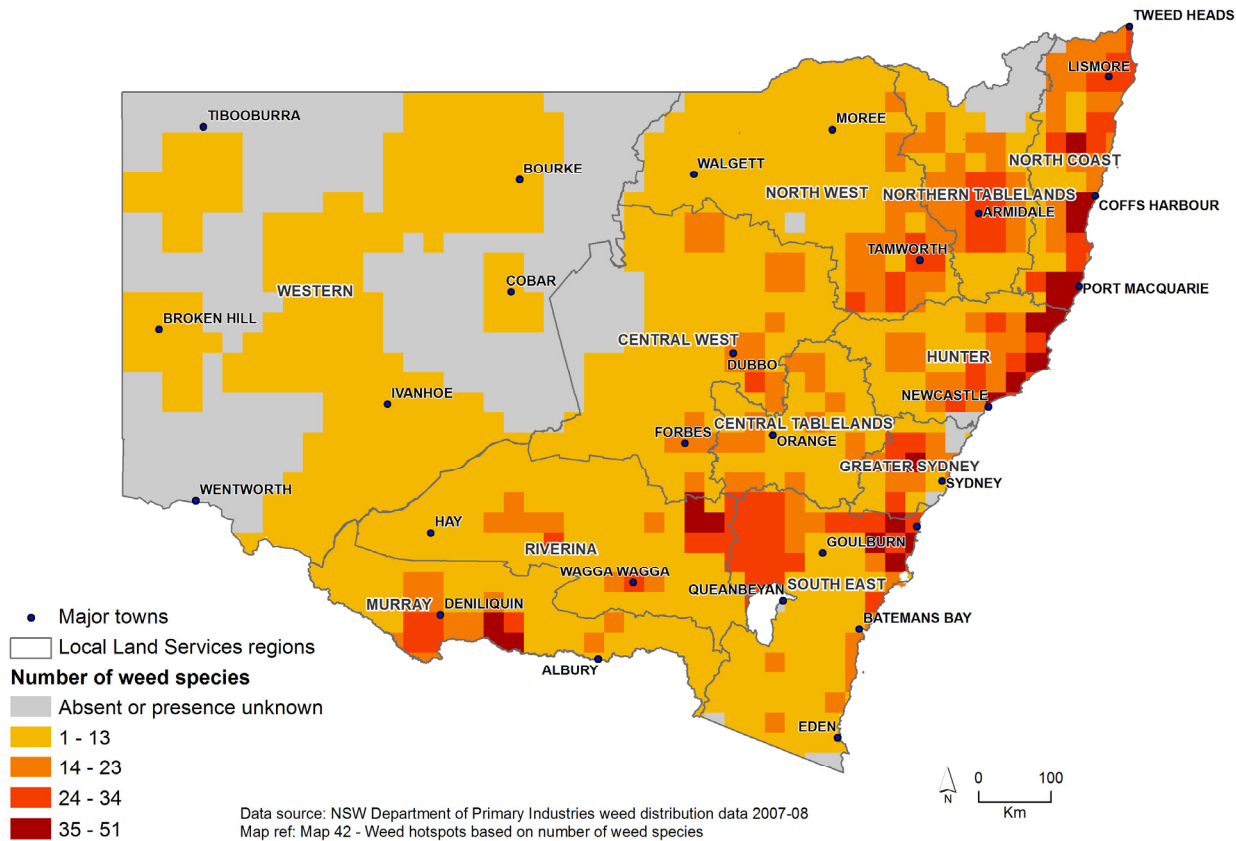 TWEED HEADS
LISMORE
TIBOOBURRA
MOREE
BOURKE
WALGETT
NORTH COAST
NORTH WEST
NORTHERN TABLELANDS
COFFS HARBOUR
ARMIDALE
TAMWORTH
COBAR
PORT MACQUARIE
WESTERN
BROKEN HILL
CENTRAL WEST
HUNTER
DUBBO
IVANHOE
NEWCASTLE
CENTRAL TABLELANDS
FORBES
ORANGE
GREATER SYDNEY
SYDNEY
WENTWORTH
HAY
GOULBURN
RIVERINA
WAGGA WAGGA
QUEANBEYAN
SOUTH EAST
MURRAY
DENILIQUIN
BATEMANS BAY
ALBURY
EDEN
Major towns
Local Land Services regions
Number of weed species
Absent or presence unknown
1 - 13
14 - 23
24 - 34
35 - 51
N
0 100
Km
Data source: NSW Department of Primary Industries weed distribution data 2007-08
Map ref: Map 42 - Weed hotspots based on number of weed species